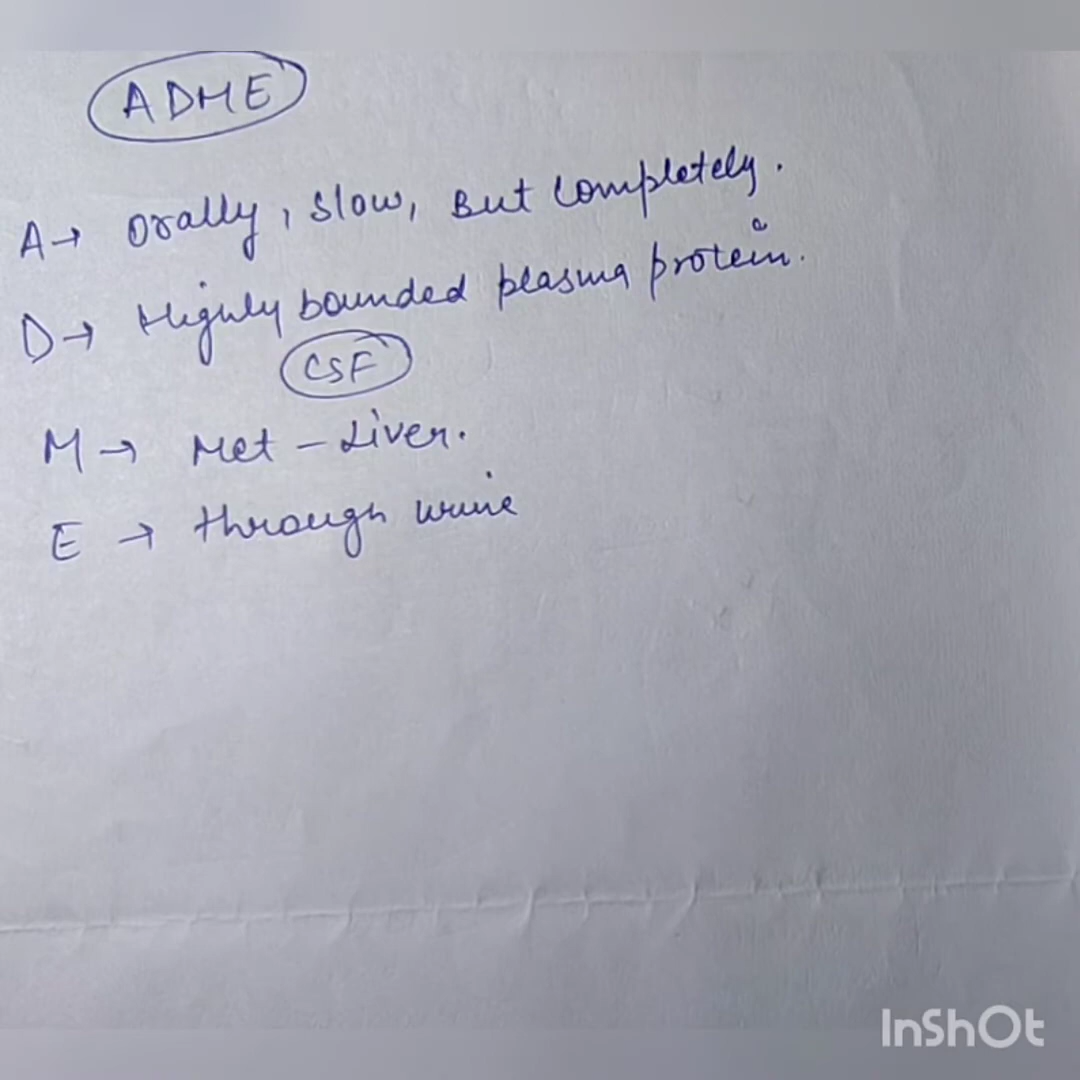 ADME
A→ Orally, Slow, But Completely.
D→ Highly bounded plasma protein.
CSF
M→ Met - Liver.
E → through urine
InShOt